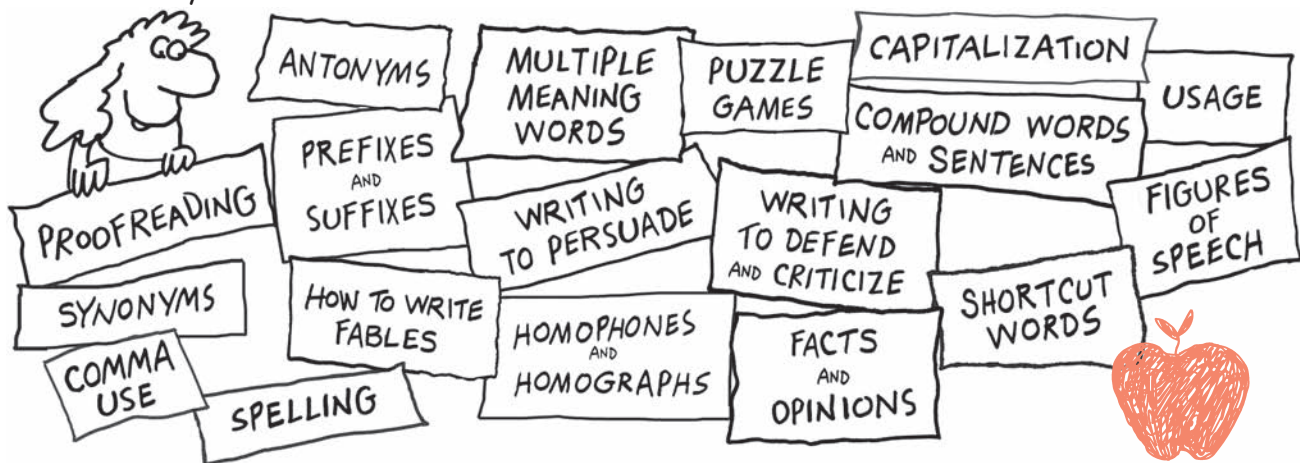 ANTONYMS
MULTIPLE
MEANING
WORDS
PUZZLE
GAMES
CAPITALIZATION
USAGE
COMPOUND WORDS
AND SENTENCES
PREFIXES
AND
SUFFIXES
PROOFREADING
WRITING
TO PERSUADE
WRITING
TO DEFEND
AND CRITICIZE
FIGURES
OF
SPEECH
SYNONYMS
HOW TO WRITE
FABLES
HOMOPHONES
AND
HOMOGRAPHS
FACTS
AND
OPINIONS
SHORTCUT
WORDS
COMMA
USE
SPELLING